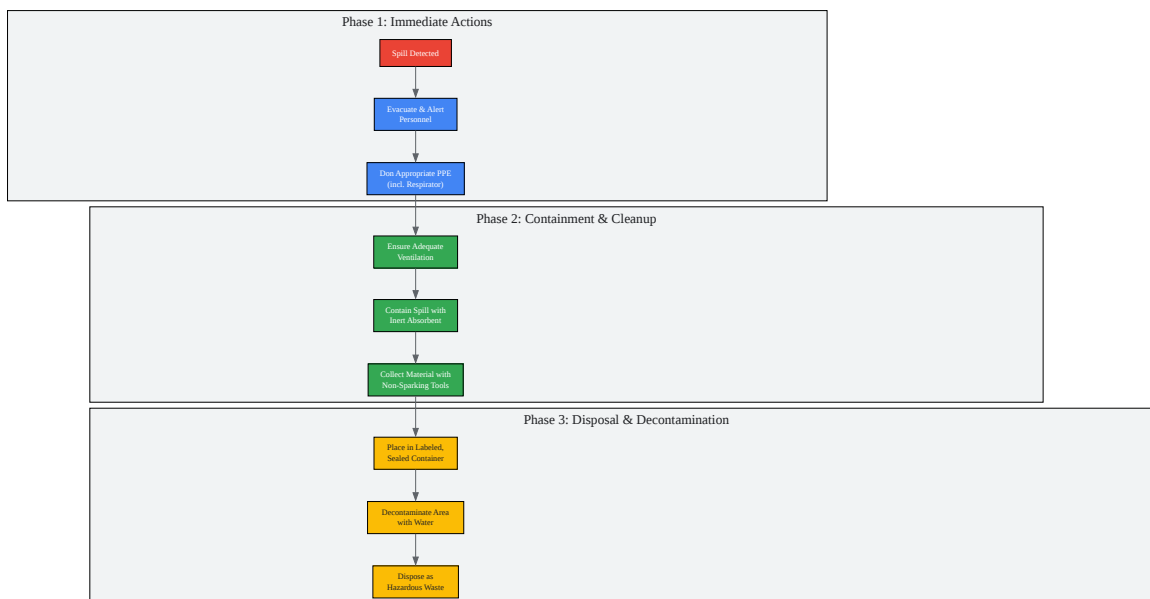 Phase 1: Immediate Actions
Spill Detected
Evacuate & Alert
Personnel
Don Appropriate PPE
(incl. Respirator)
Phase 2: Containment & Cleanup
Ensure Adequate
Ventilation
Contain Spill with
Inert Absorbent
Collect Material with
Non-Sparking Tools
Phase 3: Disposal & Decontamination
Place in Labeled,
Sealed Container
Decontaminate Area
with Water
Dispose as
Hazardous Waste